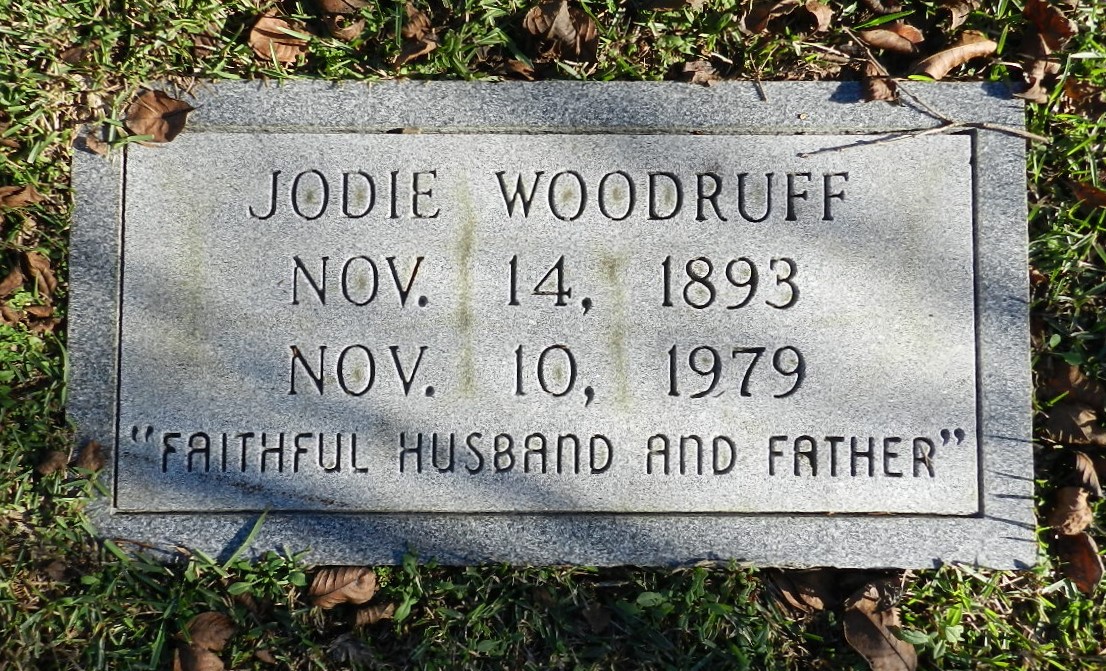 JODIE WOODRUFF
NOV. 14, 1893
NOV. 10, 1979
"FAITHFUL HUSBAND AND FATHER"